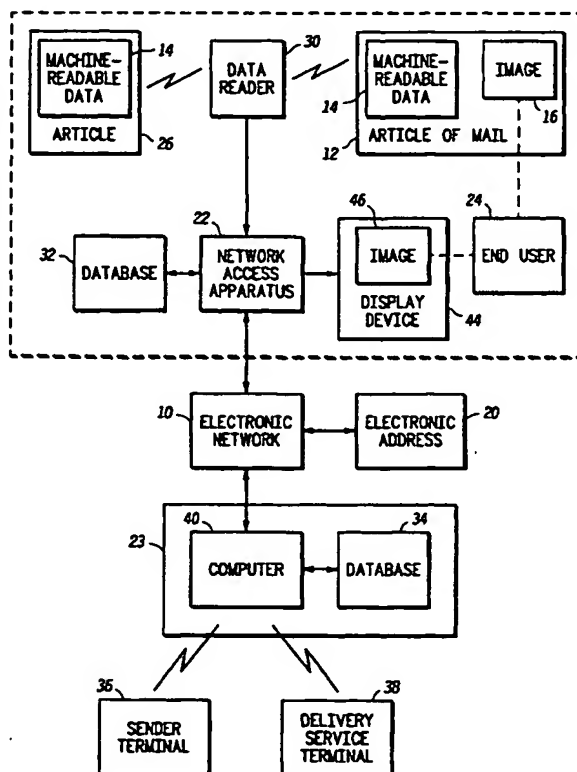 14
MACHINE-
READABLE
DATA
ARTICLE
26
30
DATA
READER
MACHINE-
READABLE
DATA
14
IMAGE
16
ARTICLE OF MAIL
12
32
DATABASE
22
NETWORK
ACCESS
APPARATUS
46
IMAGE
DISPLAY
DEVICE
44
24
END USER
10
ELECTRONIC
NETWORK
20
ELECTRONIC
ADDRESS
23
40
COMPUTER
34
DATABASE
36
SENDER
TERMINAL
38
DELIVERY
SERVICE
TERMINAL